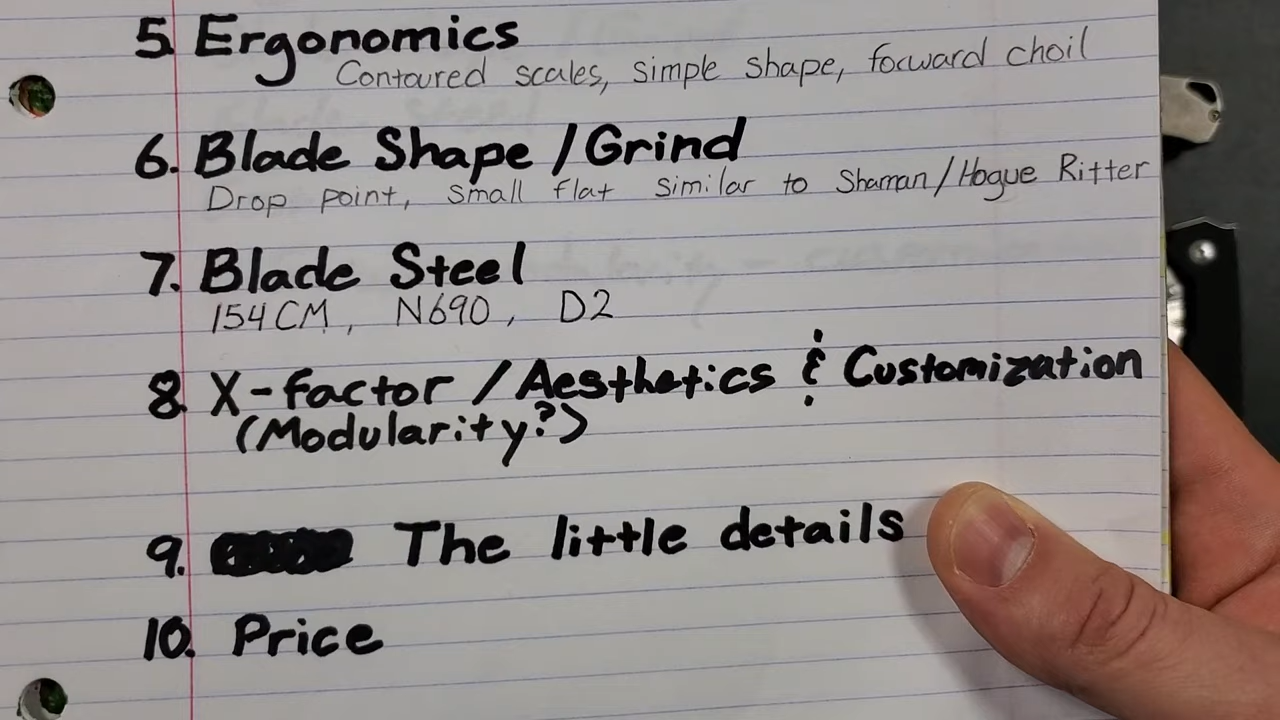 5. Ergonomics
Contoured scales, simple shape, forward choil
6. Blade Shape / Grind
Drop point, small flat similar to Shaman/Hogue Ritter
7. Blade Steel
154CM, N690, D2
8. X-factor / Aesthetics & Customization
(Modularity?)
9. The little details
10. Price